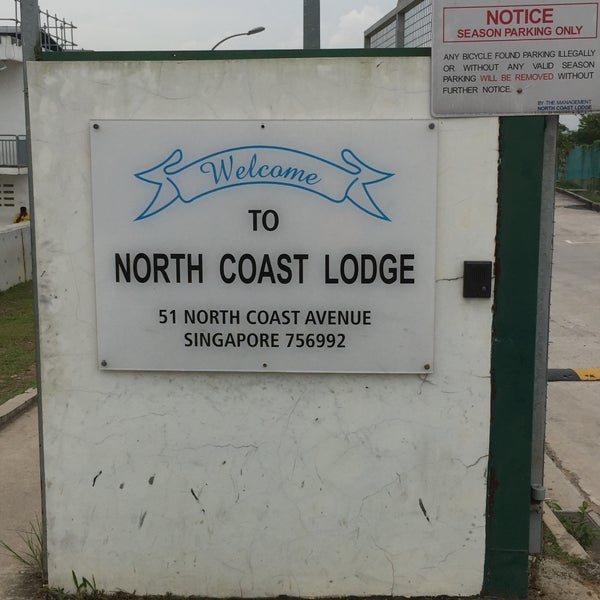 NOTICE
SEASON PARKING ONLY
ANY BICYCLE FOUND PARKING ILLEGALLY
OR WITHOUT ANY VALID SEASON
PARKING WILL BE REMOVED WITHOUT
FURTHER NOTICE.
BY THE MANAGEMENT
NORTH COAST LODGE
Welcome
TO
NORTH COAST LODGE
51 NORTH COAST AVENUE
SINGAPORE 756992